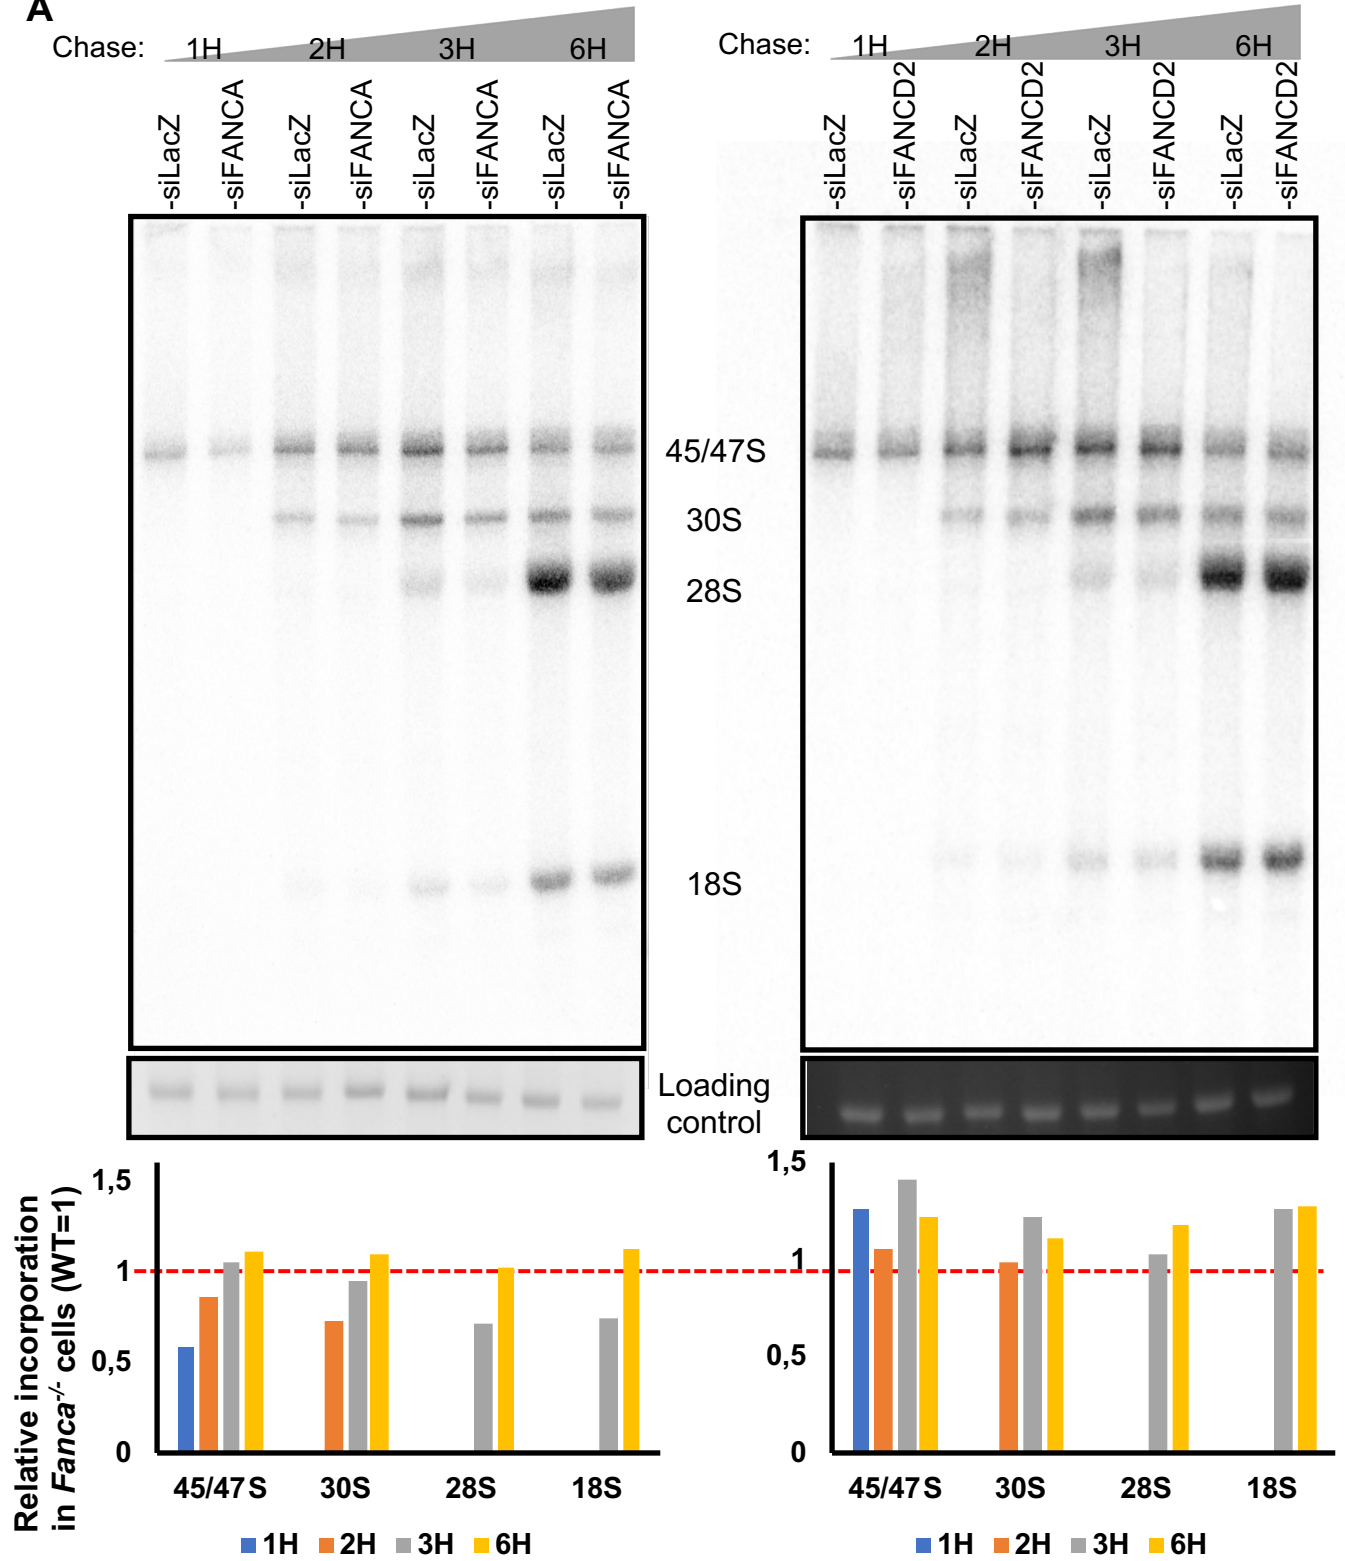 A
Chase: 1H 2H 3H 6H
-siLacZ
-siFANCA
-siLacZ
-siFANCA
-siLacZ
-siFANCA
-siLacZ
-siFANCA
Chase: 1H 2H 3H 6H
-siLacZ
-siFANCD2
-siLacZ
-siFANCD2
-siLacZ
-siFANCD2
-siLacZ
-siFANCD2
45/47S
30S
28S
18S
Loading
control
Relative incorporation
in Fanca-/- cells (WT=1)
1,5
1
0,5
0
45/47S 30S 28S 18S
1H 2H 3H 6H
1,5
1
0,5
0
45/47S 30S 28S 18S
1H 2H 3H 6H